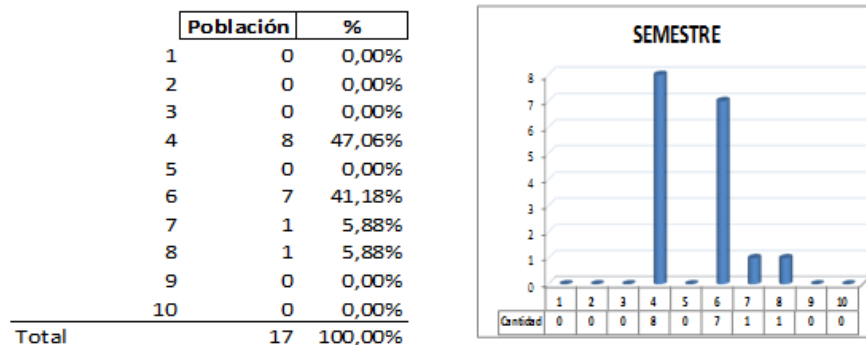 Población %
1 0 0,00%
2 0 0,00%
3 0 0,00%
4 8 47,06%
5 0 0,00%
6 7 41,18%
7 1 5,88%
8 1 5,88%
9 0 0,00%
10 0 0,00%
Total 17 100,00%
SEMESTRE
8
7
6
5
4
3
2
1
0
1 2 3 4 5 6 7 8 9 10
Cantidad 0 0 0 8 0 7 1 1 0 0